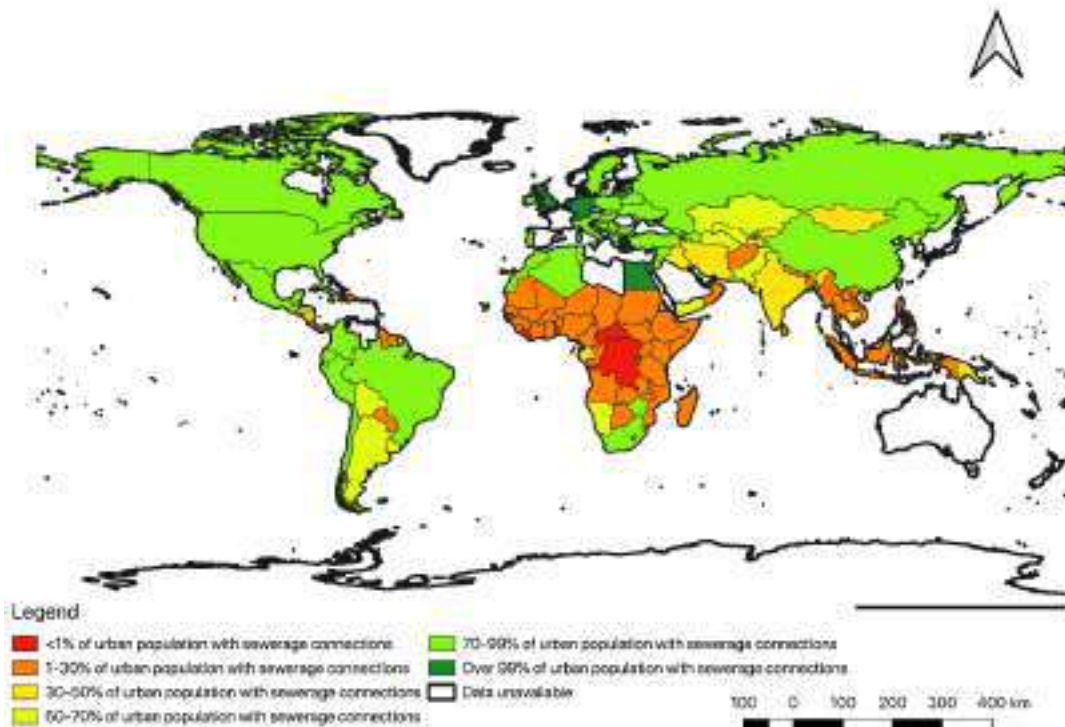 Legend
<1% of urban population with sewerage connections
1-30% of urban population with sewerage connections
30-50% of urban population with sewerage connections
50-70% of urban population with sewerage connections
70-99% of urban population with sewerage connections
Over 99% of urban population with sewerage connections
Data unavailable
100 0 100 200 300 400 km